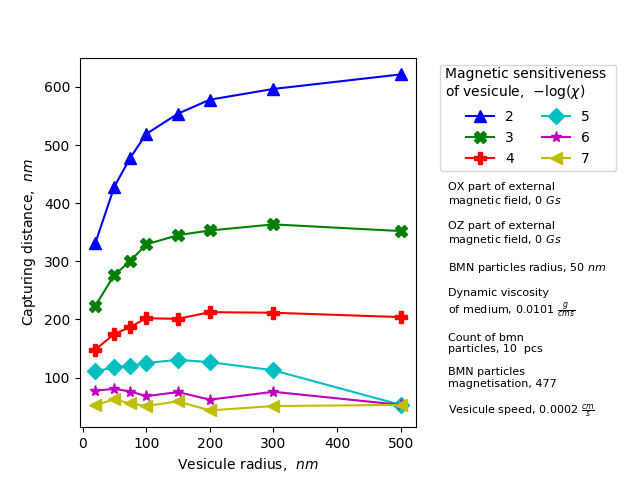 600
500
400
300
200
100
0
100
200
300
400
500
Capturing distance, nm
Vesicule radius, nm
Magnetic sensitiveness
of vesicule, −log(χ)
2
3
4
5
6
7
OX part of external
magnetic field, 0 Gs
OZ part of external
magnetic field, 0 Gs
BMN particles radius, 50 nm
Dynamic viscosity
of medium, 0.0101 g/cms
Count of bmn
particles, 10 pcs
BMN particles
magnetisation, 477
Vesicule speed, 0.0002 cm/s